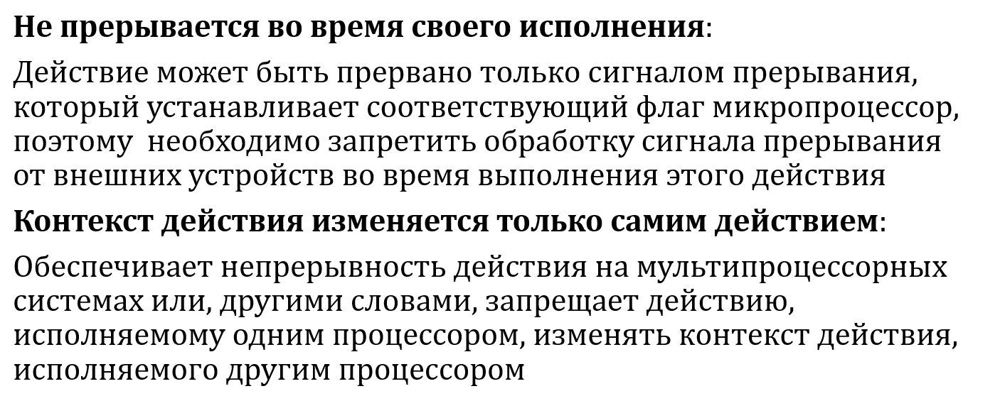 Не прерывается во время своего исполнения:
Действие может быть прервано только сигналом прерывания,
который устанавливает соответствующий флаг микропроцессор,
поэтому  необходимо запретить обработку сигнала прерывания
от внешних устройств во время выполнения этого действия
Контекст действия изменяется только самим действием:
Обеспечивает непрерывность действия на мультипроцессорных
системах или, другими словами, запрещает действию,
исполняемому одним процессором, изменять контекст действия,
исполняемого другим процессором